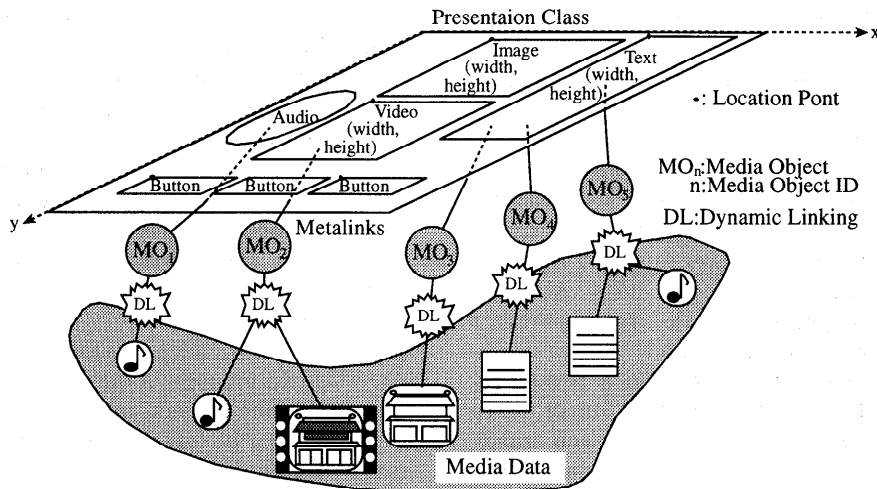 Presentaion Class
x
Image
(width,
height)
Text
(width,
height)
Audio
Video
(width,
height)
•: Location Pont
Button
Button
Button
MOn:Media Object
n:Media Object ID
y
Metalinks
DL:Dynamic Linking
MO1
MO2
MO3
MO4
MO5
DL
DL
DL
DL
DL
Media Data